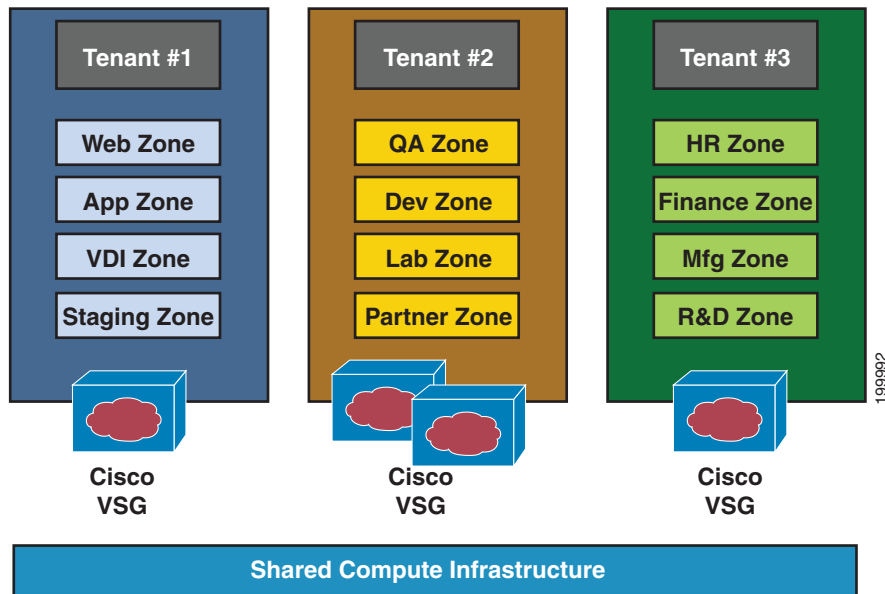 Tenant #1
Web Zone
App Zone
VDI Zone
Staging Zone
Cisco
VSG
Tenant #2
QA Zone
Dev Zone
Lab Zone
Partner Zone
Cisco
VSG
Tenant #3
HR Zone
Finance Zone
Mfg Zone
R&D Zone
Cisco
VSG
199992
Shared Compute Infrastructure